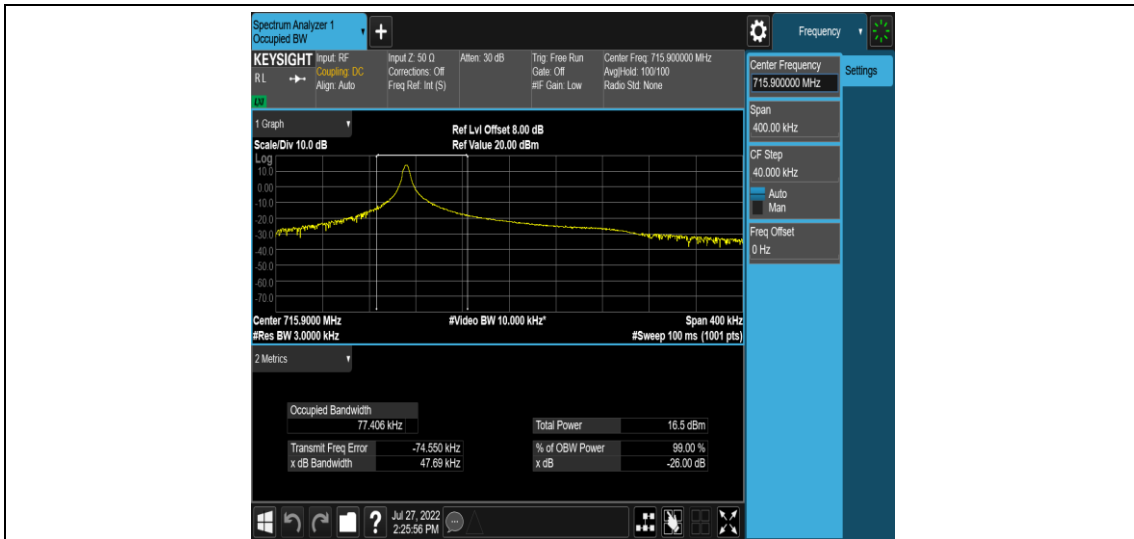 Spectrum Analyzer 1
Occupied BW
+
Frequency
KEYSIGHT
RL
LM
Input: RF
Coupling: DC
Align: Auto
Input Z: 50 Ω
Corrections: Off
Freq Ref: Int (S)
Atten: 30 dB
Trig: Free Run
Gate: Off
#IF Gain: Low
Center Freq: 715.900000 MHz
Avg|Hold: 100/100
Radio Std: None
Center Frequency
715.900000 MHz
Settings
Span
400.00 kHz
CF Step
40.000 kHz
Auto
Man
Freq Offset
0 Hz
1 Graph
Scale/Div 10.0 dB
Ref Lvl Offset 8.00 dB
Ref Value 20.00 dBm
Log
10.0
0.00
-10.0
-20.0
-30.0
-40.0
-50.0
-60.0
-70.0
Center 715.9000 MHz
#Video BW 10.000 kHz*
Span 400 kHz
#Res BW 3.0000 kHz
#Sweep 100 ms (1001 pts)
2 Metrics
Occupied Bandwidth
77.406 kHz
Total Power 16.5 dBm
Transmit Freq Error -74.550 kHz
% of OBW Power 99.00 %
x dB Bandwidth 47.69 kHz
x dB -26.00 dB
?
Jul 27, 2022
2:25:56 PM